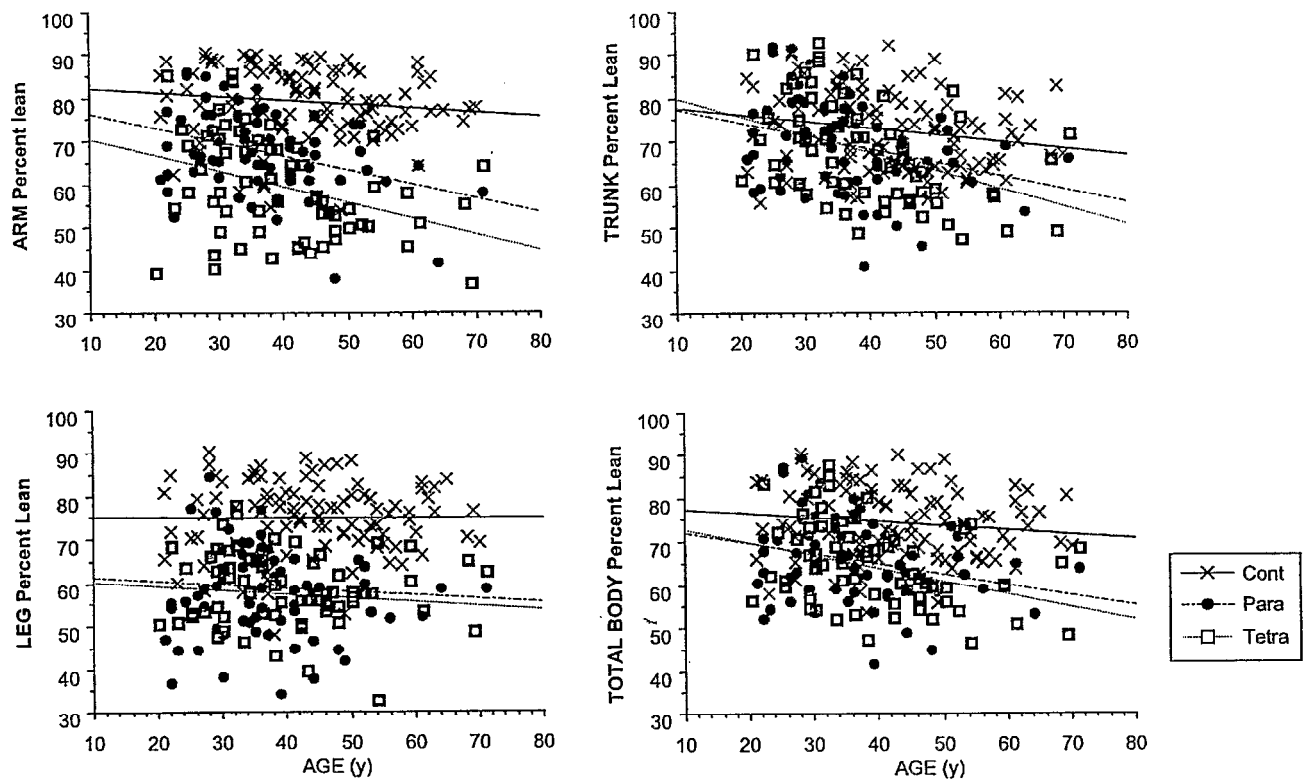 ARM Percent lean
100
90
80
70
60
50
40
30
10 20 30 40 50 60 70 80
TRUNK Percent Lean
100
90
80
70
60
50
40
30
10 20 30 40 50 60 70 80
LEG Percent Lean
100
90
80
70
60
50
40
30
10 20 30 40 50 60 70 80
AGE (y)
TOTAL BODY Percent Lean
100
90
80
70
60
50
40
30
10 20 30 40 50 60 70 80
AGE (y)
Cont
Para
Tetra